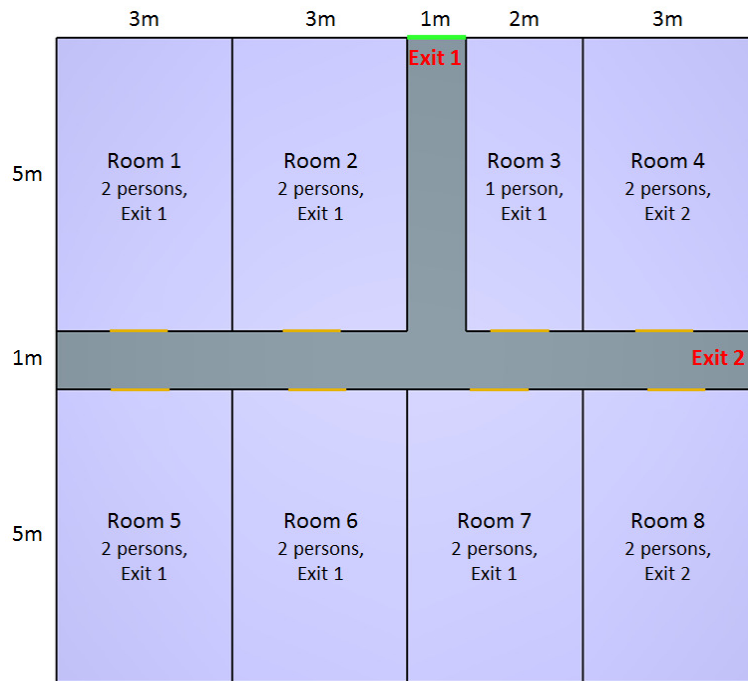 3m 3m 1m 2m 3m
Exit 1
5m
Room 1
2 persons,
Exit 1
Room 2
2 persons,
Exit 1
Room 3
1 person,
Exit 1
Room 4
2 persons,
Exit 2
1m
Exit 2
5m
Room 5
2 persons,
Exit 1
Room 6
2 persons,
Exit 1
Room 7
2 persons,
Exit 1
Room 8
2 persons,
Exit 2